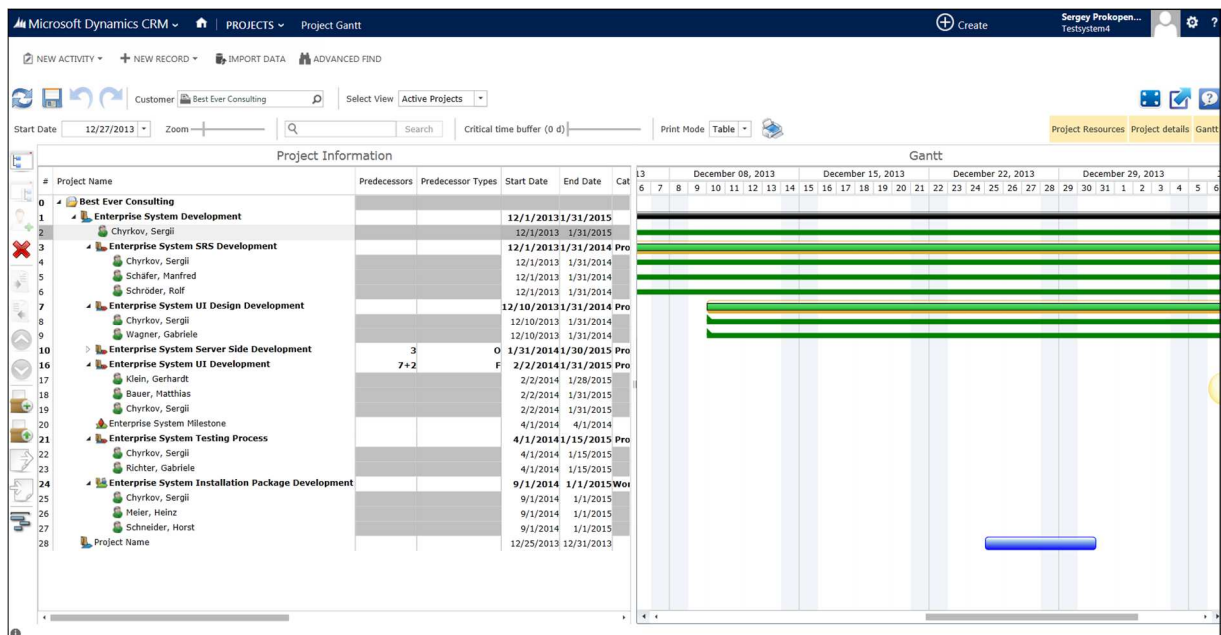 Microsoft Dynamics CRM PROJECTS Project Gantt Create Sergey Prokopen... ?
Testsystem4
NEW ACTIVITY NEW RECORD IMPORT DATA ADVANCED FIND
Customer Best Ever Consulting Select View Active Projects ?
Start Date 12/27/2013 Zoom Search Critical time buffer (0 d) Print Mode Table Project Resources Project details Gantt
Project Information Gantt
13 December 08, 2013 December 15, 2013 December 22, 2013 December 29, 2013
# Project Name Predecessors Predecessor Types Start Date End Date Cat 6 7 8 9 10 11 12 13 14 15 16 17 18 19 20 21 22 23 24 25 26 27 28 29 30 31 1 2 3 4 5 6
0 Best Ever Consulting
1 Enterprise System Development 12/1/2013 1/31/2015
2 Chyrkov, Sergii 12/1/2013 1/31/2015
3 Enterprise System SRS Development 12/1/2013 1/31/2014 Pro
4 Chyrkov, Sergii 12/1/2013 1/31/2014
5 Schäfer, Manfred 12/1/2013 1/31/2014
6 Schröder, Rolf 12/1/2013 1/31/2014
7 Enterprise System UI Design Development 12/10/2013 1/31/2014 Pro
8 Chyrkov, Sergii 12/10/2013 1/31/2014
9 Wagner, Gabriele 12/10/2013 1/31/2014
10 Enterprise System Server Side Development 3 O 1/31/2014 1/30/2015 Pro
16 Enterprise System UI Development 7+2 F 2/2/2014 1/31/2015 Pro
17 Klein, Gerhardt 2/2/2014 1/28/2015
18 Bauer, Matthias 2/2/2014 1/31/2015
19 Chyrkov, Sergii 2/2/2014 1/31/2015
20 Enterprise System Milestone 4/1/2014 4/1/2014
21 Enterprise System Testing Process 4/1/2014 1/15/2015 Pro
22 Chyrkov, Sergii 4/1/2014 1/15/2015
23 Richter, Gabriele 4/1/2014 1/15/2015
24 Enterprise System Installation Package Development 9/1/2014 1/1/2015 Wor
25 Chyrkov, Sergii 9/1/2014 1/1/2015
26 Meier, Heinz 9/1/2014 1/1/2015
27 Schneider, Horst 9/1/2014 1/1/2015
28 Project Name 12/25/2013 12/31/2013